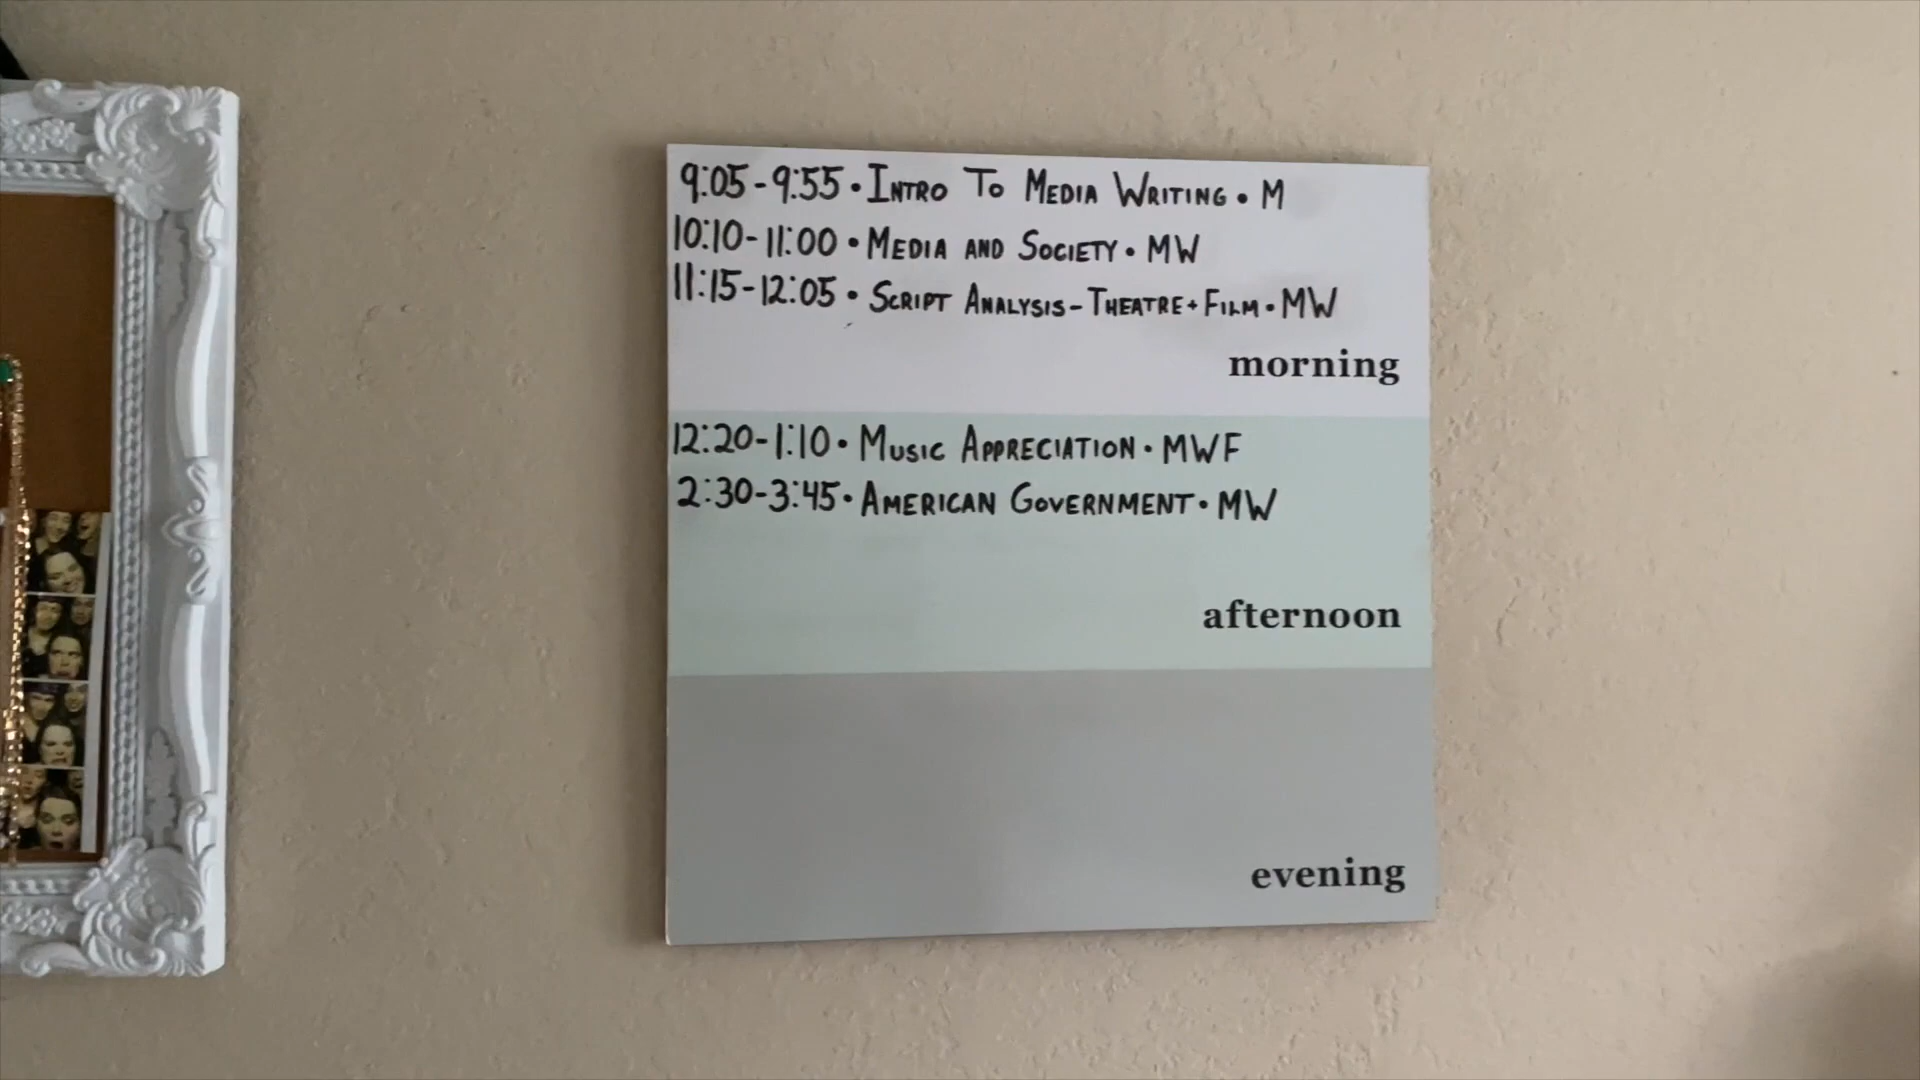 9:05-9:55 • INTRO TO MEDIA WRITING • M
10:10-11:00 • MEDIA AND SOCIETY • MW
11:15-12:05 • SCRIPT ANALYSIS-THEATRE+FILM • MW
morning
12:20-1:10 • MUSIC APPRECIATION • MWF
2:30-3:45 • AMERICAN GOVERNMENT • MW
afternoon
evening